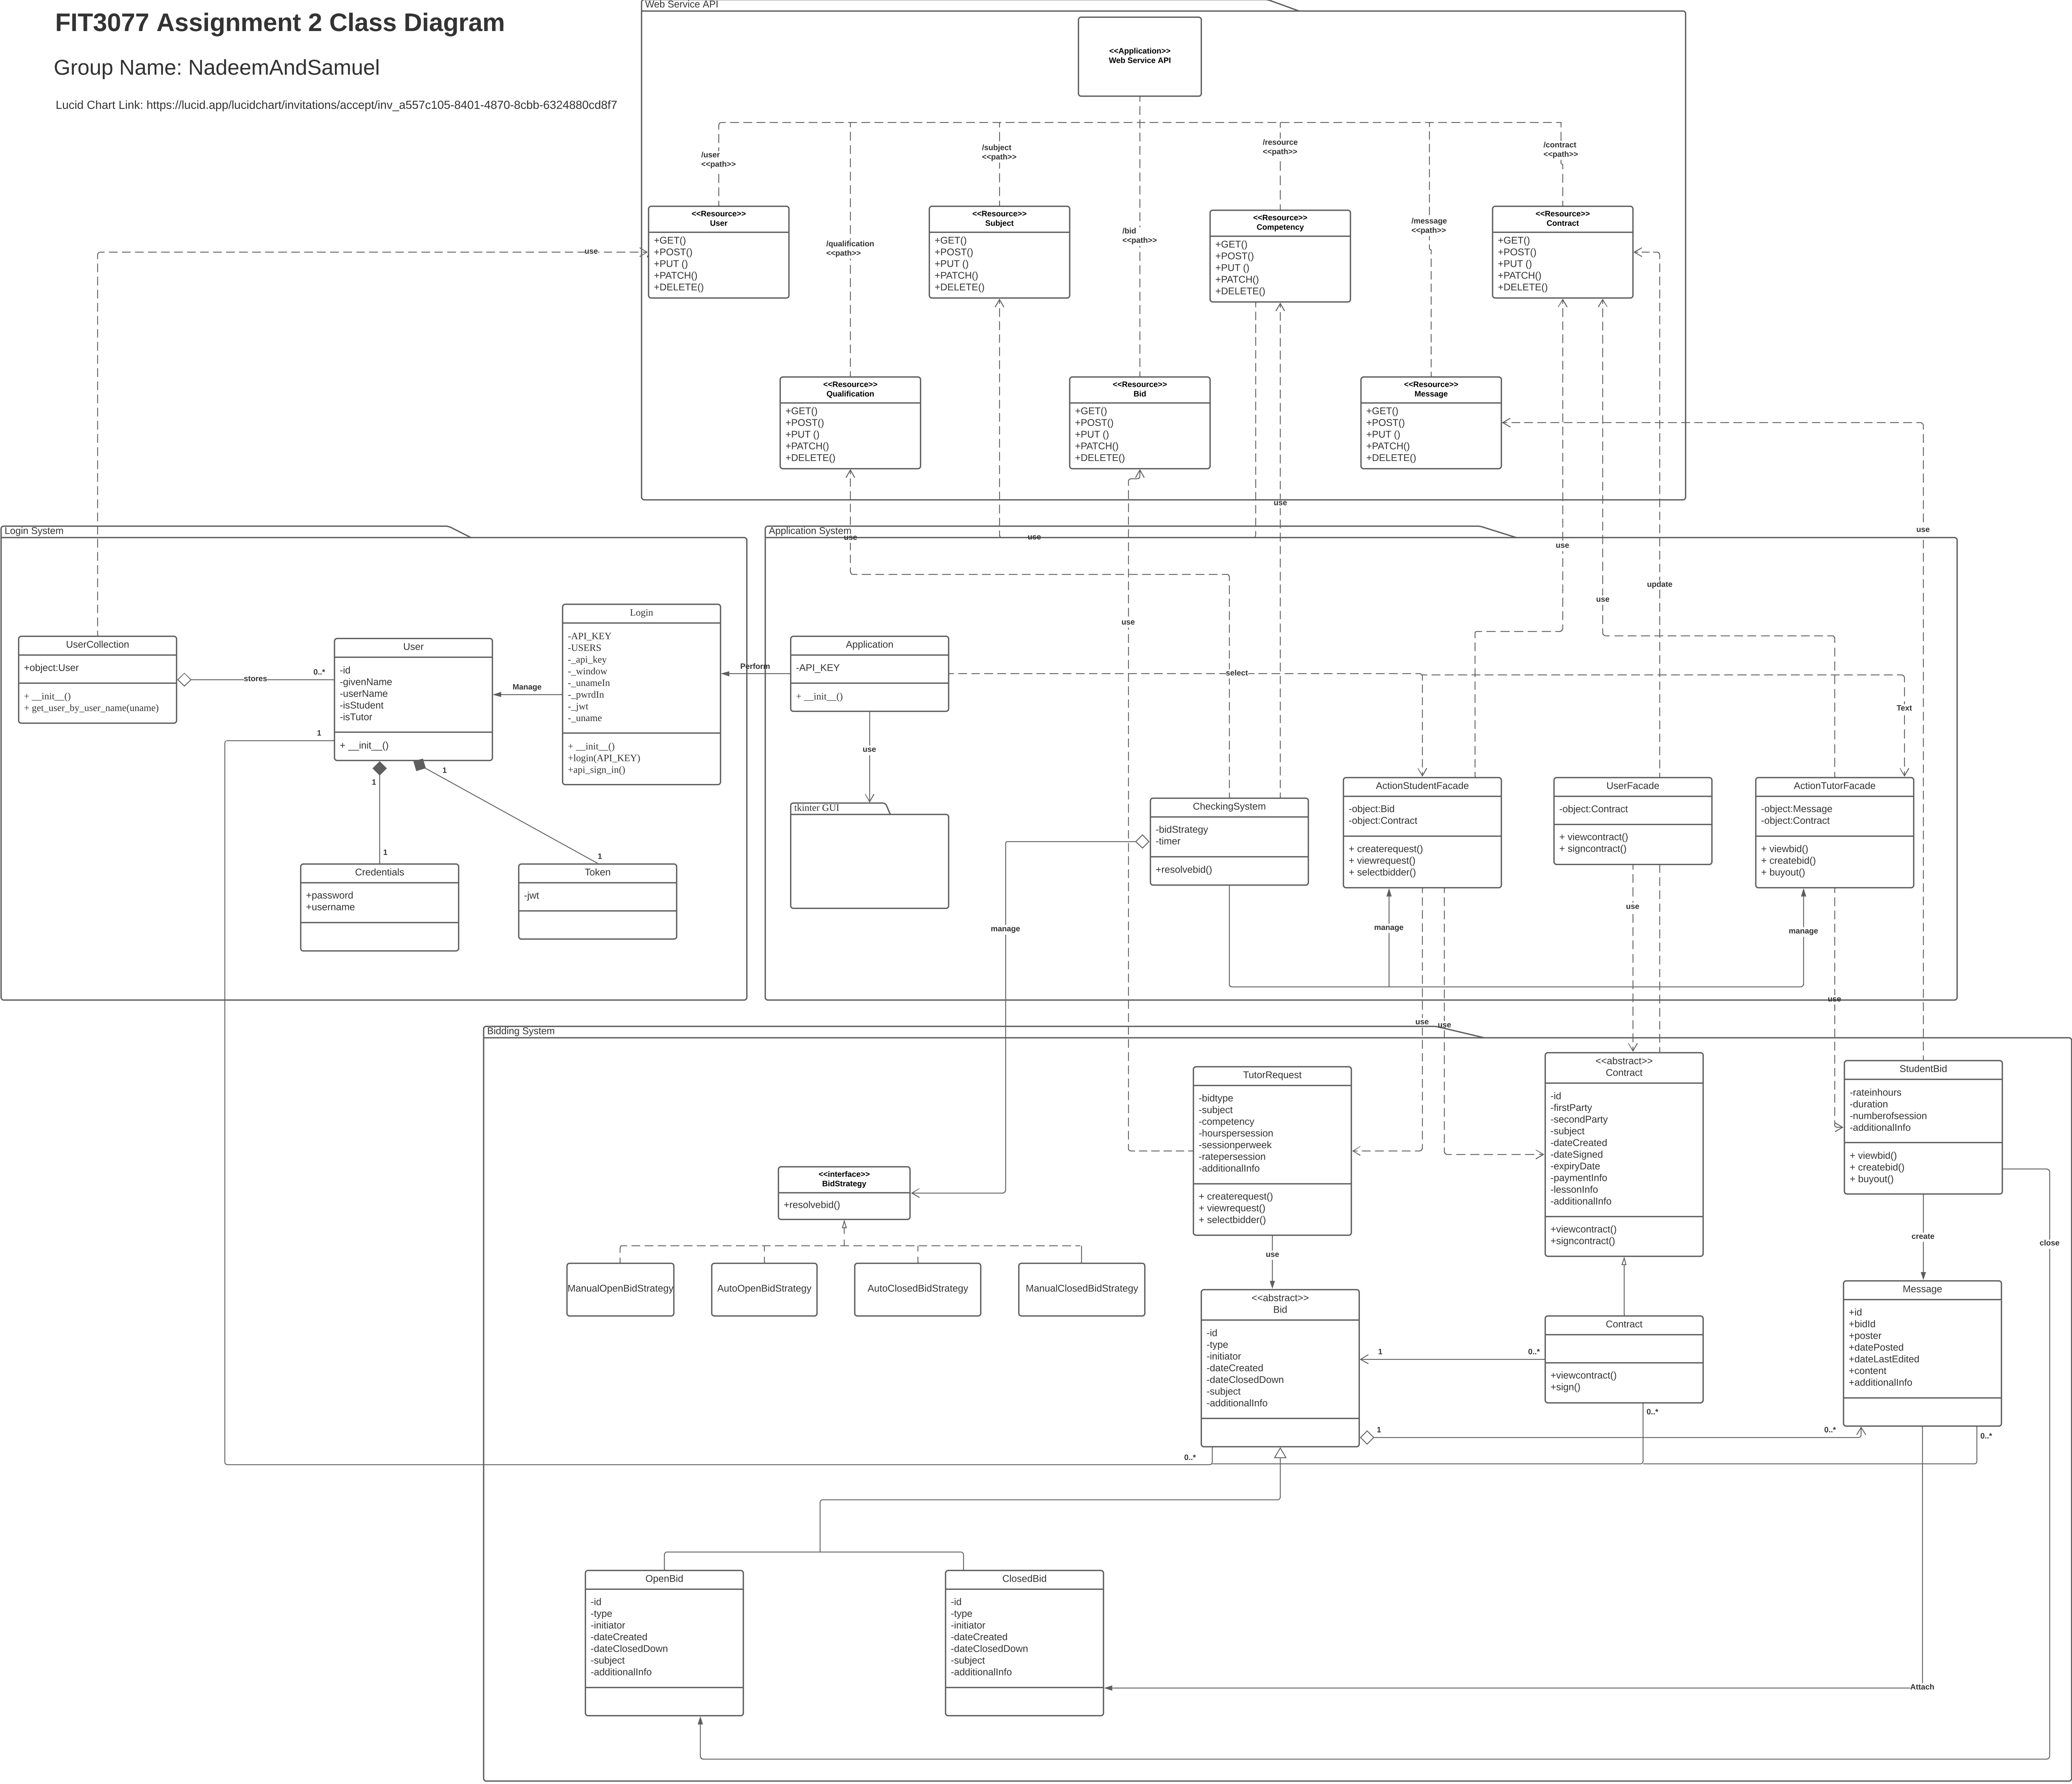 FIT3077 Assignment 2 Class Diagram
Group Name: NadeemAndSamuel
Lucid Chart Link: https://lucid.app/lucidchart/invitations/accept/inv_a557c105-8401-4870-8cbb-6324880cd8f7
Web Service API
<<Application>>
Web Service API
/user
<<path>>
/subject
<<path>>
/resource
<<path>>
/contract
<<path>>
/qualification
<<path>>
/bid
<<path>>
/message
<<path>>
<<Resource>>
User
+GET()
+POST()
+PUT ()
+PATCH()
+DELETE()
<<Resource>>
Subject
+GET()
+POST()
+PUT ()
+PATCH()
+DELETE()
<<Resource>>
Competency
+GET()
+POST()
+PUT ()
+PATCH()
+DELETE()
<<Resource>>
Contract
+GET()
+POST()
+PUT ()
+PATCH()
+DELETE()
<<Resource>>
Qualification
+GET()
+POST()
+PUT ()
+PATCH()
+DELETE()
<<Resource>>
Bid
+GET()
+POST()
+PUT ()
+PATCH()
+DELETE()
<<Resource>>
Message
+GET()
+POST()
+PUT ()
+PATCH()
+DELETE()
use
use
use
use
use
use
use
use
update
Login System
UserCollection
+object:User
+ __init__()
+ get_user_by_user_name(uname)
stores
0..*
User
-id
-givenName
-userName
-isStudent
-isTutor
+ __init__()
1
1
1
Manage
Login
-API_KEY
-USERS
-_api_key
-_window
-_unameIn
-_pwrdIn
-_jwt
-_uname
+ __init__()
+login(API_KEY)
+api_sign_in()
1
Credentials
+password
+username
1
Token
-jwt
Application System
Perform
Application
-API_KEY
+ __init__()
use
tkinter GUI
select
Text
CheckingSystem
-bidStrategy
-timer
+resolvebid()
ActionStudentFacade
-object:Bid
-object:Contract
+ createrequest()
+ viewrequest()
+ selectbidder()
UserFacade
-object:Contract
+ viewcontract()
+ signcontract()
ActionTutorFacade
-object:Message
-object:Contract
+ viewbid()
+ createbid()
+ buyout()
manage
manage
manage
use
use
use
use
Bidding System
<<interface>>
BidStrategy
+resolvebid()
ManualOpenBidStrategy
AutoOpenBidStrategy
AutoClosedBidStrategy
ManualClosedBidStrategy
TutorRequest
-bidtype
-subject
-competency
-hourspersession
-sessionperweek
-ratepersession
-additionalInfo
+ createrequest()
+ viewrequest()
+ selectbidder()
use
<<abstract>>
Contract
-id
-firstParty
-secondParty
-subject
-dateCreated
-dateSigned
-expiryDate
-paymentInfo
-lessonInfo
-additionalInfo
+viewcontract()
+signcontract()
StudentBid
-rateinhours
-duration
-numberofsession
-additionalInfo
+ viewbid()
+ createbid()
+ buyout()
create
close
<<abstract>>
Bid
-id
-type
-initiator
-dateCreated
-dateClosedDown
-subject
-additionalInfo
1
0..*
Contract
+viewcontract()
+sign()
Message
+id
+bidId
+poster
+datePosted
+dateLastEdited
+content
+additionalInfo
0..*
1
0..*
0..*
0..*
OpenBid
-id
-type
-initiator
-dateCreated
-dateClosedDown
-subject
-additionalInfo
ClosedBid
-id
-type
-initiator
-dateCreated
-dateClosedDown
-subject
-additionalInfo
Attach